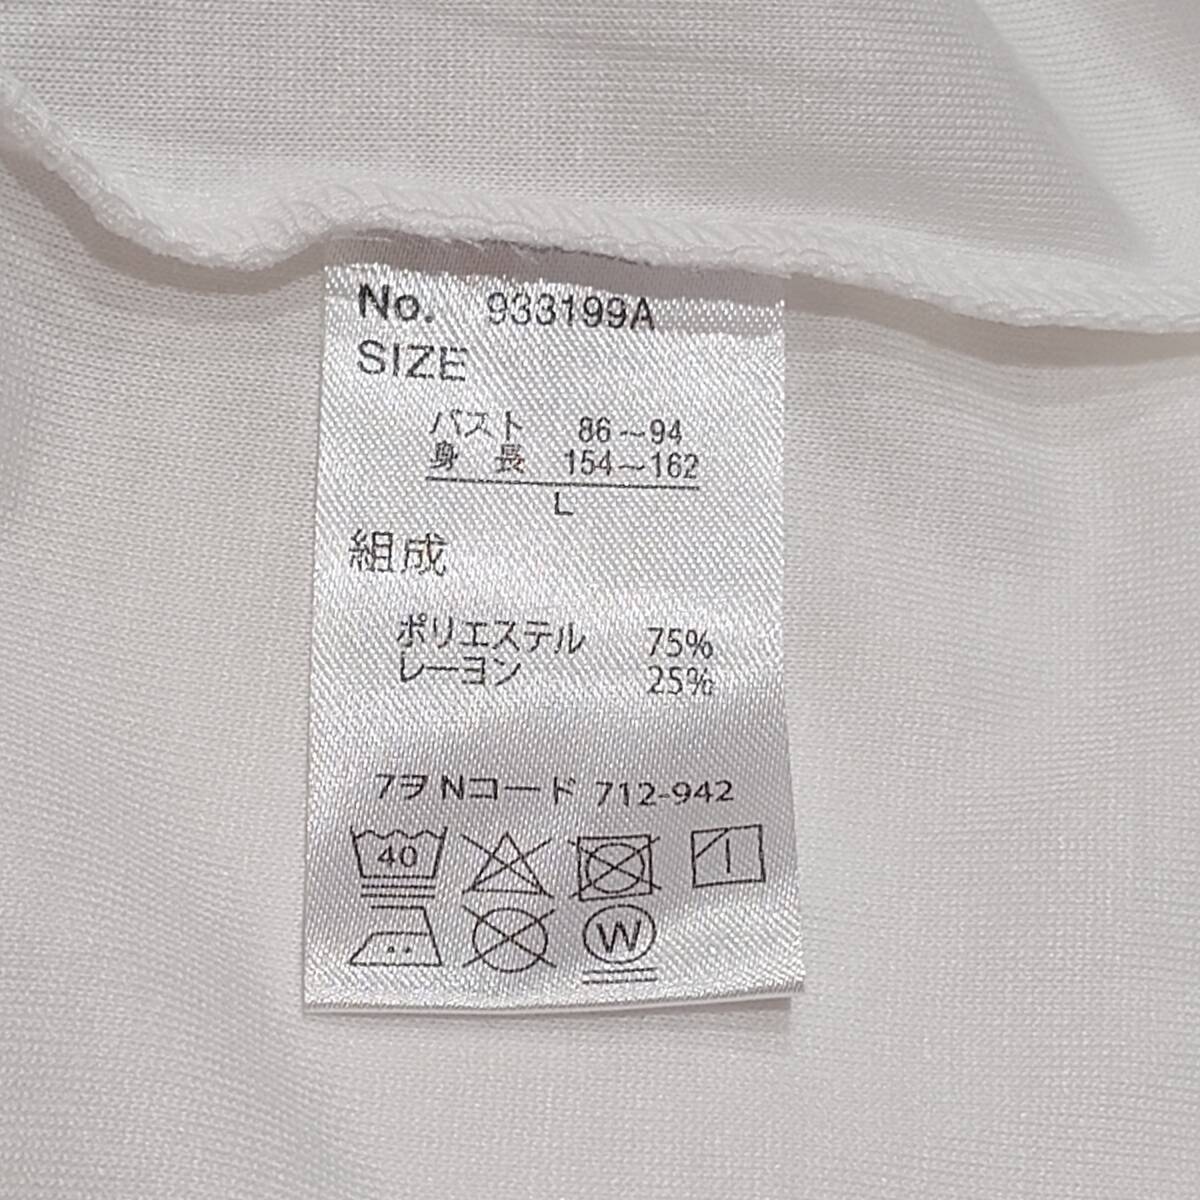 No. 933199A
SIZE
バスト 86～94
身長 154～162
L
組成
ポリエステル 75%
レーヨン 25%
7ヲNコード 712-942
40
W